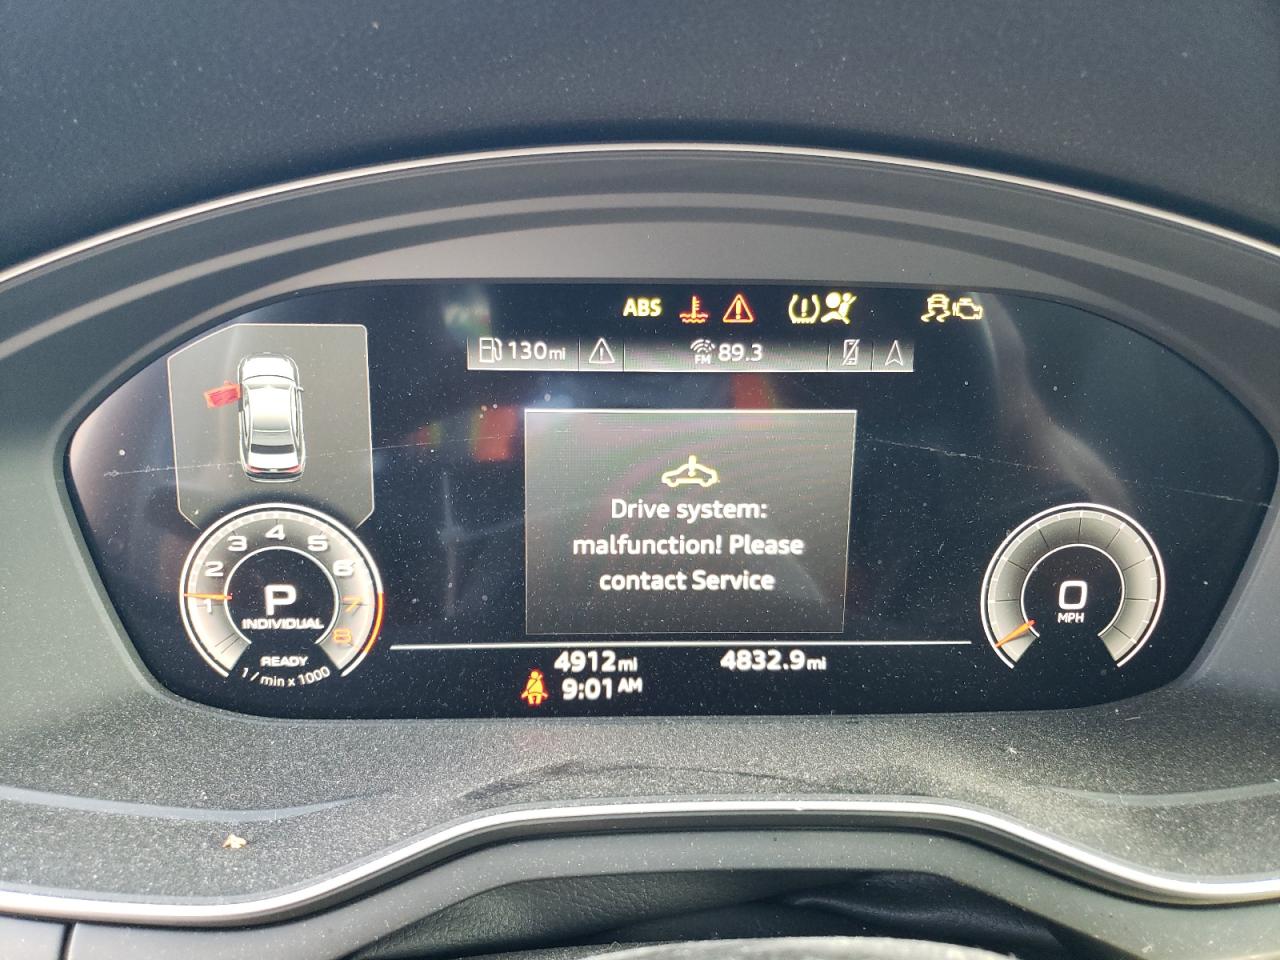 ABS
130mi
FM 89.3
Drive system:
malfunction! Please
contact Service
1 2 3 4 5 6 7 8
P
INDIVIDUAL
READY
1 / min x 1000
0
MPH
4912mi
4832.9mi
9:01 AM